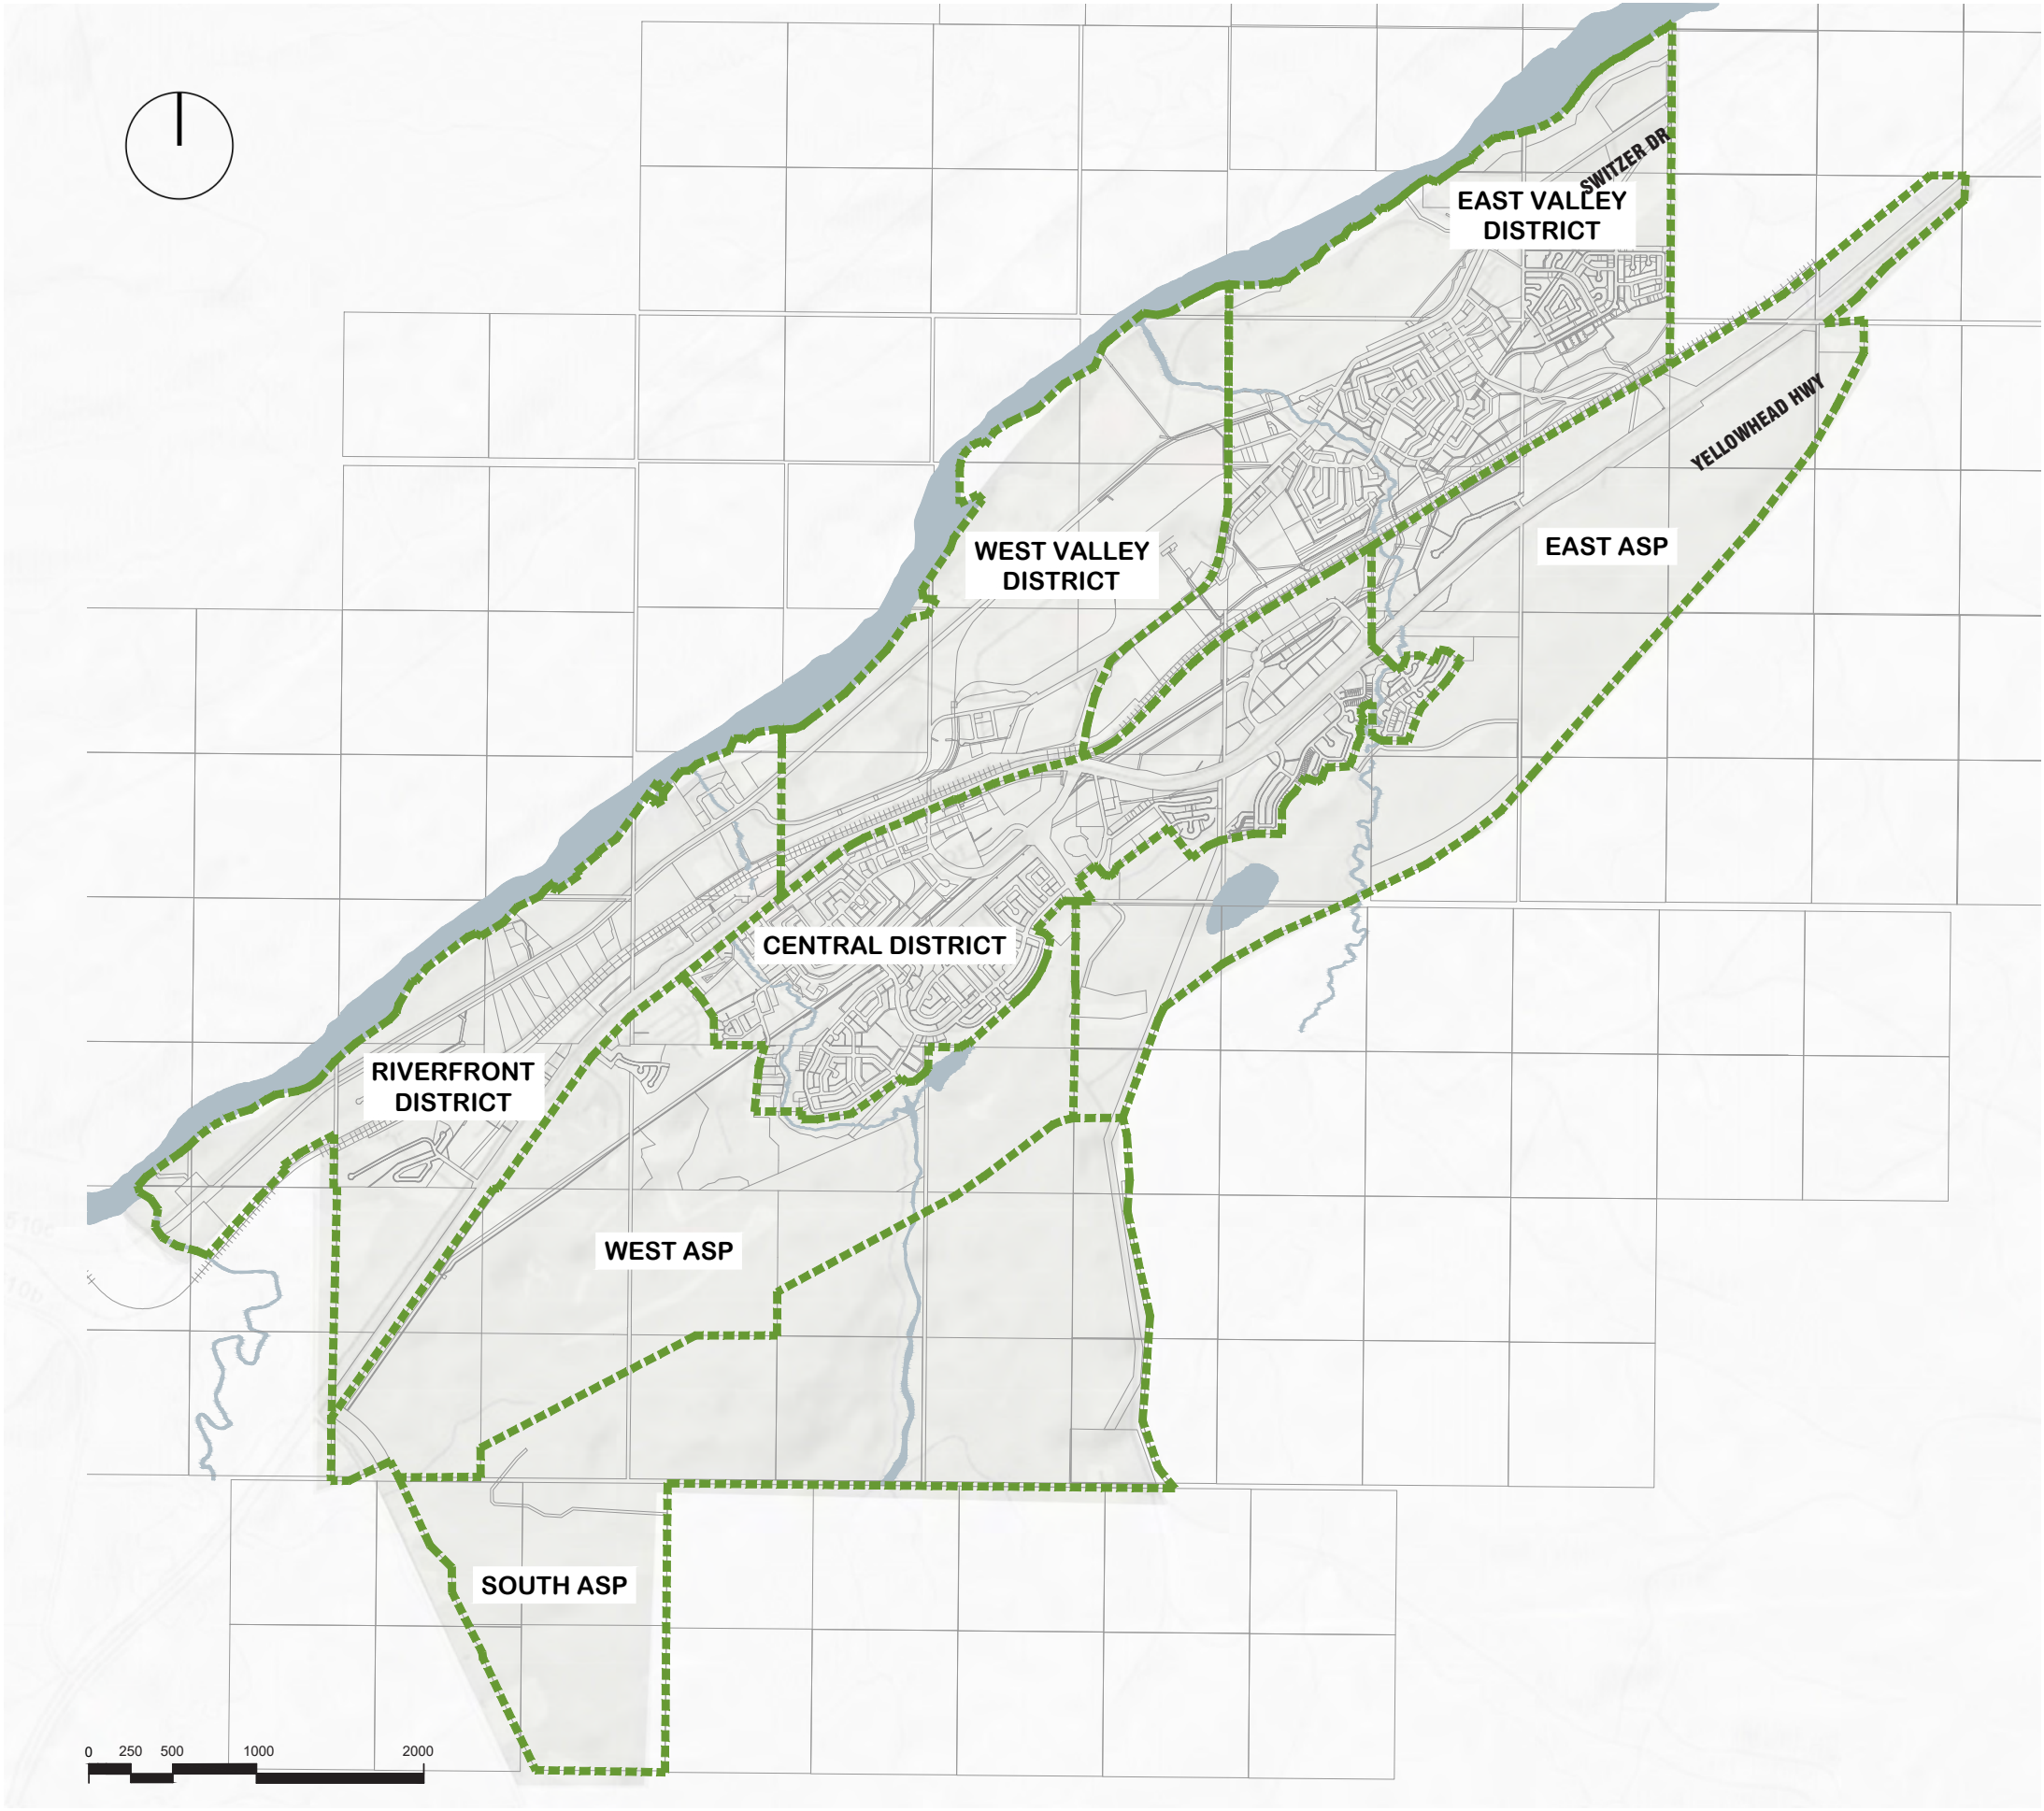 SWITZER DR
EAST VALLEY
DISTRICT
YELLOWHEAD HWY
EAST ASP
WEST VALLEY
DISTRICT
CENTRAL DISTRICT
RIVERFRONT
DISTRICT
WEST ASP
SOUTH ASP
0 250 500 1000 2000